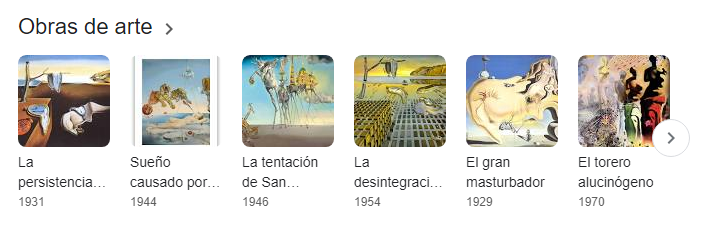 Obras de arte
La
persistencia...
1931
Sueño
causado por...
1944
La tentación
de San...
1946
La
desintegraci...
1954
El gran
masturbador
1929
El torero
alucinógeno
1970